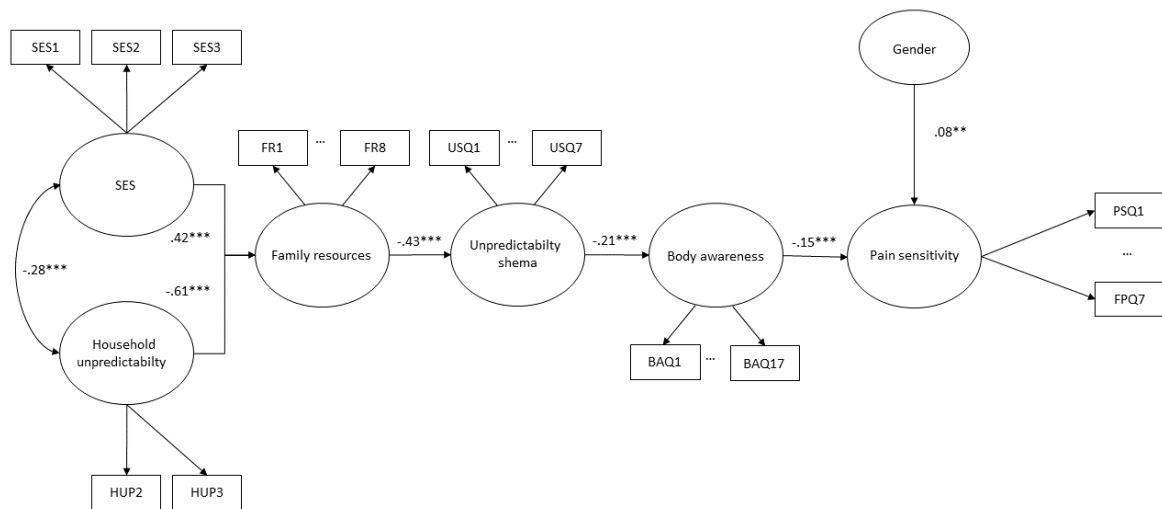 SES1
SES2
SES3
Gender
.08**
FR1
...
FR8
USQ1
...
USQ7
SES
.42***
-.28***
-.61***
Family resources
-.43***
Unpredictabilty
shema
-.21***
Body awareness
-.15***
Pain sensitivity
PSQ1
...
FPQ7
Household
unpredictabilty
BAQ1
...
BAQ17
HUP2
HUP3